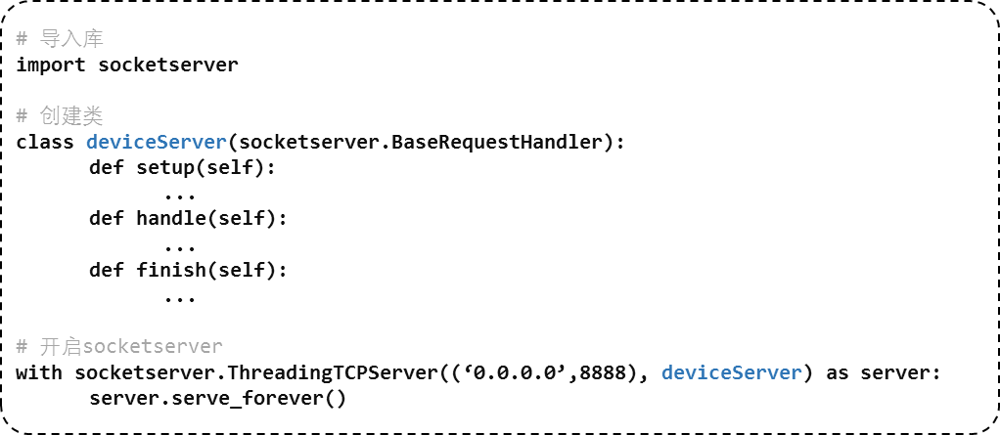 # 导入库
import socketserver
# 创建类
class deviceServer(socketserver.BaseRequestHandler):
def setup(self):
...
def handle(self):
...
def finish(self):
...
# 开启socketserver
with socketserver.ThreadingTCPServer((‘0.0.0.0’,8888), deviceServer) as server:
server.serve_forever()